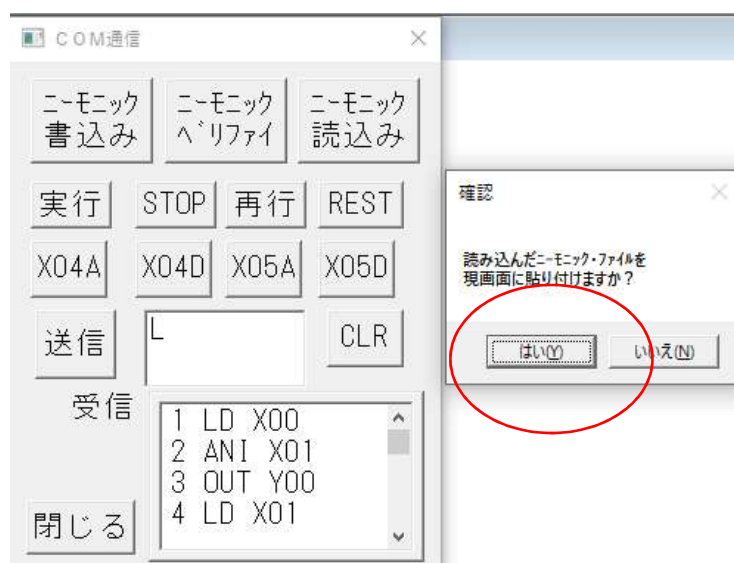 ＣＯＭ通信
ﾆｰﾓﾆｯｸ
書込み
ﾆｰﾓﾆｯｸ
ﾍﾞﾘﾌｧｲ
ﾆｰﾓﾆｯｸ
読込み
実行
STOP
再行
REST
X04A
X04D
X05A
X05D
送信
L
CLR
受信
1 LD X00
2 ANI X01
3 OUT Y00
4 LD X01
閉じる
確認
読み込んだﾆｰﾓﾆｯｸ・ﾌｧｲﾙを
現画面に貼り付けますか？
はい(Y)
いいえ(N)